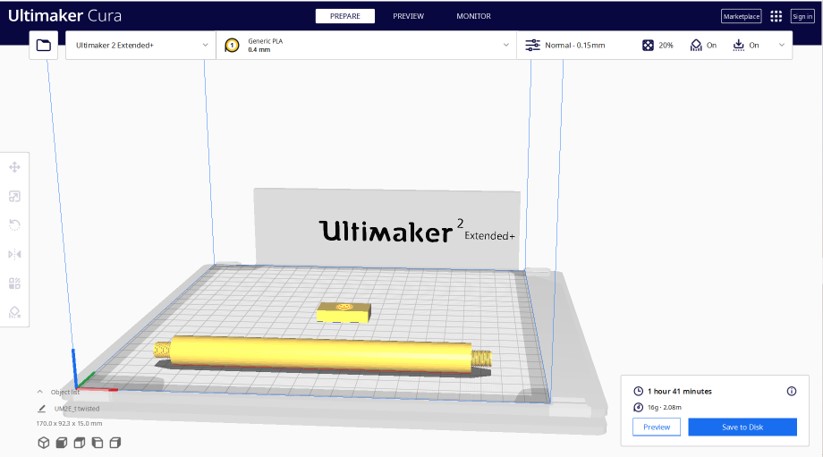 Ultimaker Cura
PREPARE
PREVIEW
MONITOR
Marketplace
Sign in
Ultimaker 2 Extended+
1
Generic PLA
0.4 mm
Normal - 0.15mm
20%
On
On
Ultimaker 2 Extended+
Object list
170.0 x 92.3 x 15.0 mm
1 hour 41 minutes
16g · 2.08m
Preview
Save to Disk